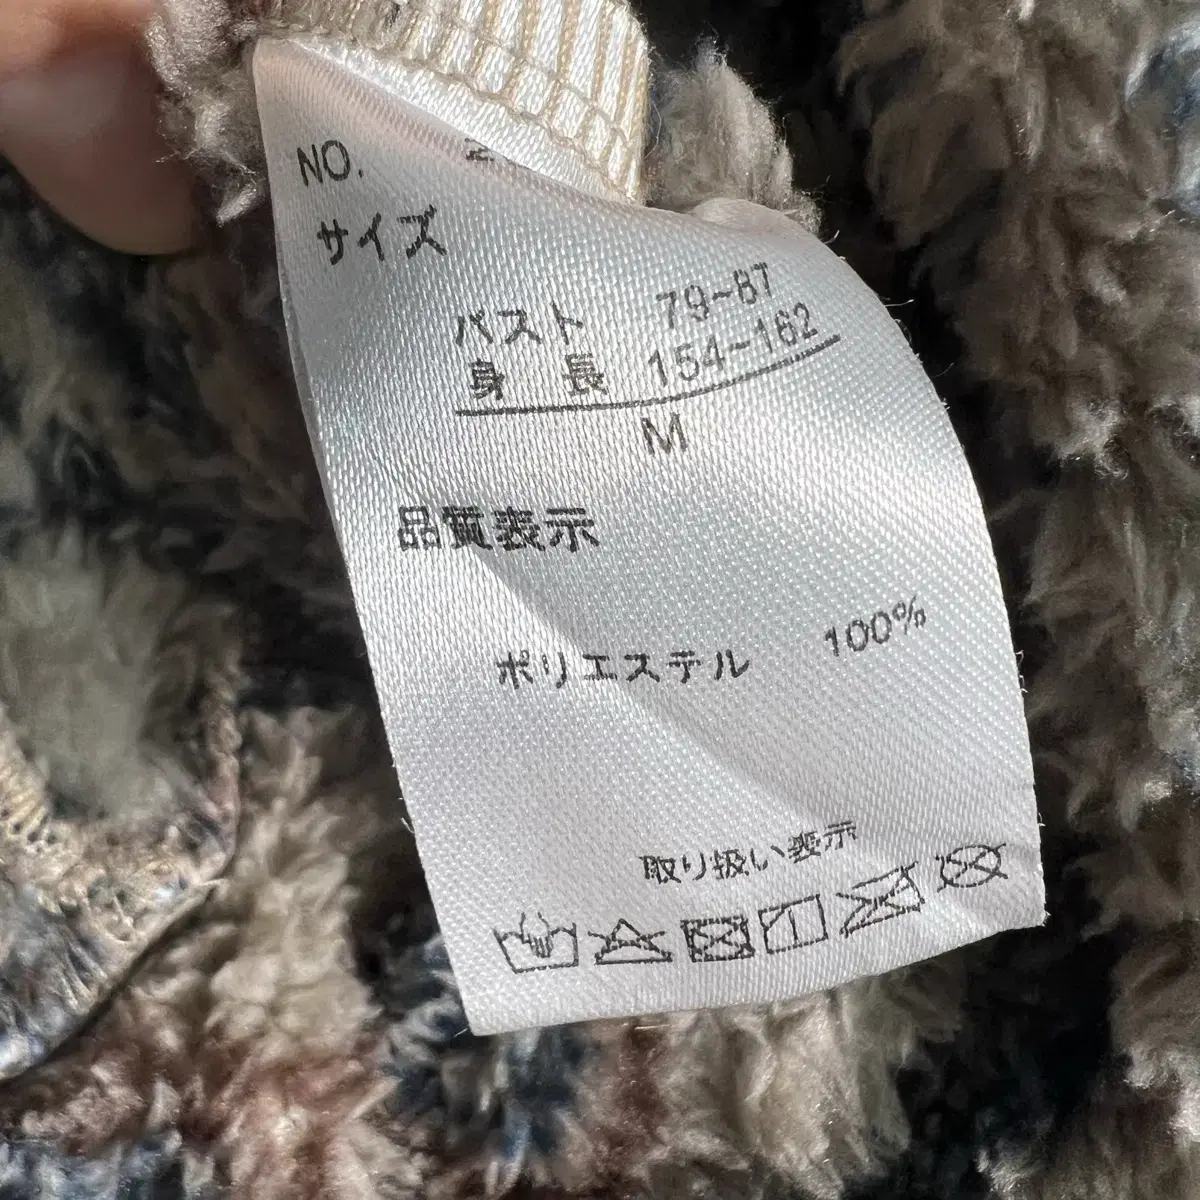 NO.
サイズ
バスト 79~87
身長 154~162
M
品質表示
ポリエステル 100%
取り扱い表示